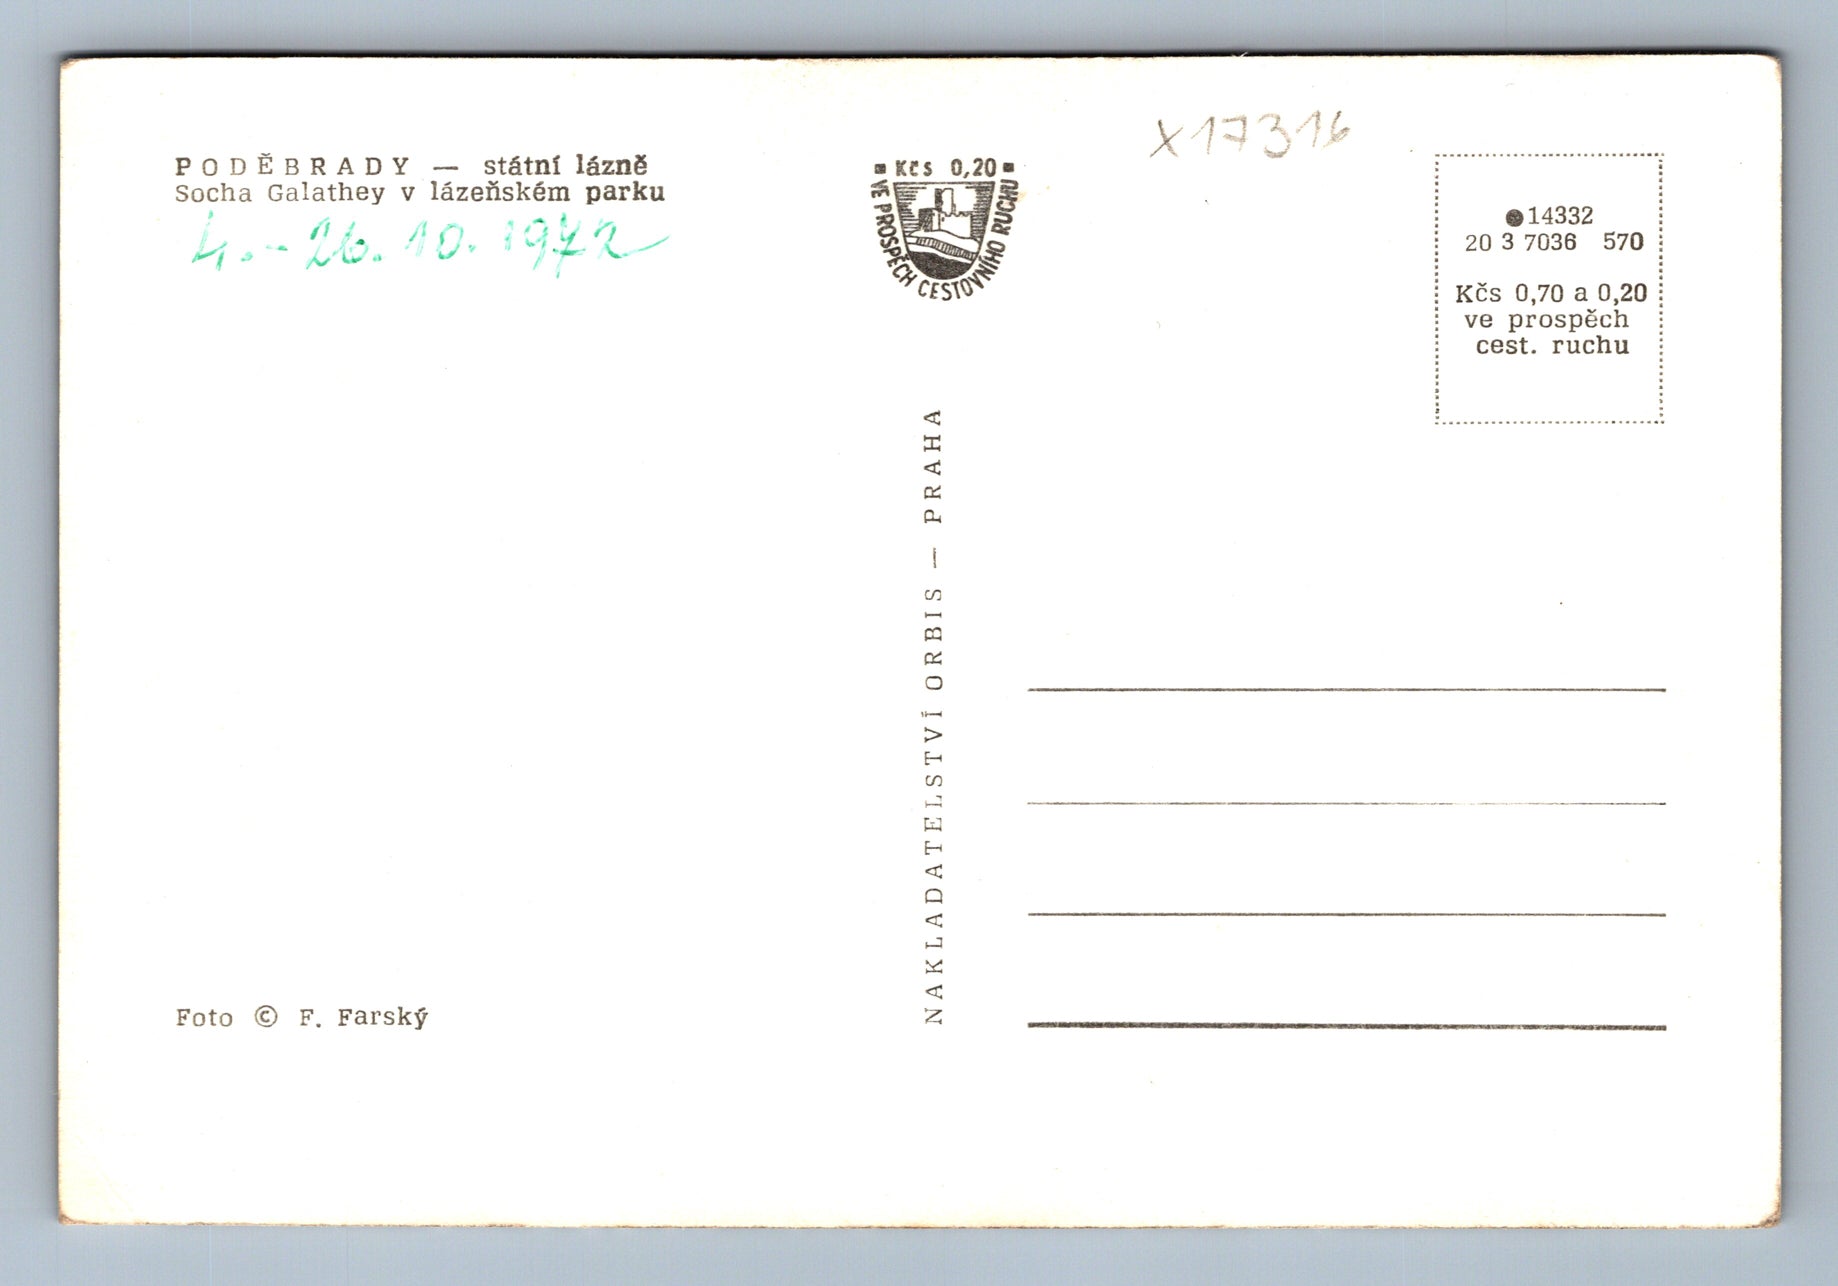 PODĚBRADY — státní lázně
Socha Galathey v lázeňském parku
4. - 26. 10. 1972
Kčs 0,20
VE PROSPĚCH CESTOVNÍHO RUCHU
X17316
14332
20 3 7036 570
Kčs 0,70 a 0,20
ve prospěch
cest. ruchu
NAKLADATELSTVÍ ORBIS — PRAHA
Foto © F. Farský